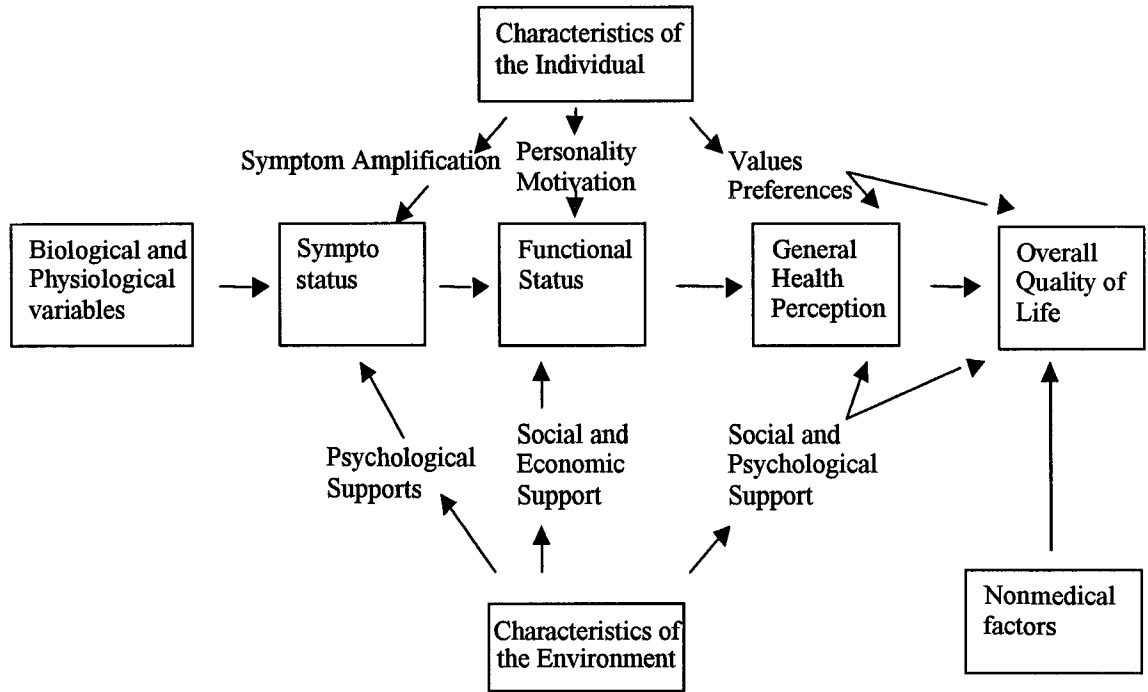 Characteristics of
the Individual
Symptom Amplification
Personality
Motivation
Values
Preferences
Biological and
Physiological
variables
Sympto
status
Functional
Status
General
Health
Perception
Overall
Quality of
Life
Psychological
Supports
Social and
Economic
Support
Social and
Psychological
Support
Characteristics of
the Environment
Nonmedical
factors